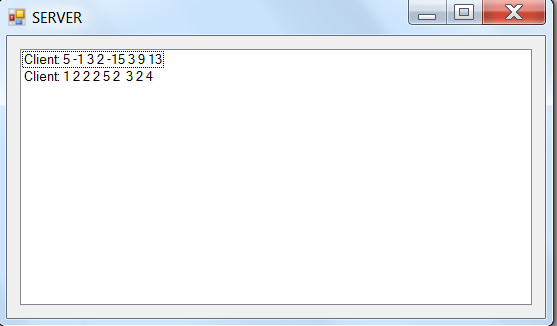 SERVER
Client: 5 -1 3 2 -15 3 9 13
Client: 1 2 2 2 5 2  3 2 4